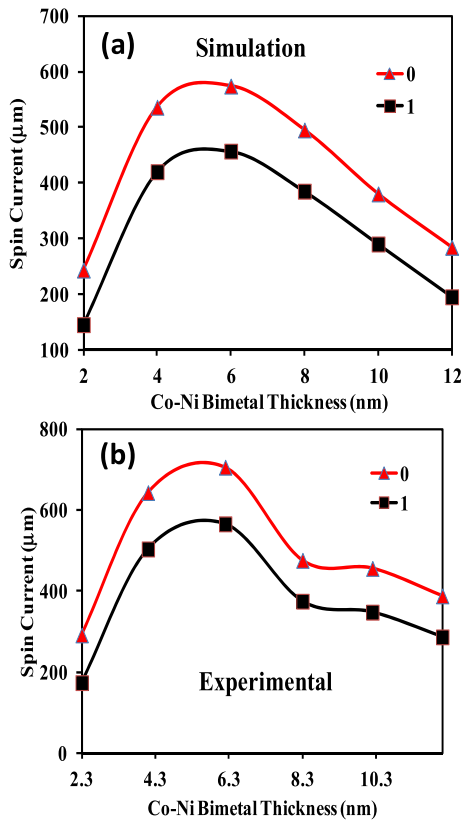 (a)
Simulation
0
1
Spin Current (μm)
700
600
500
400
300
200
100
2 4 6 8 10 12
Co-Ni Bimetal Thickness (nm)
(b)
0
1
Spin Current (μm)
800
600
400
200
0
Experimental
2.3 4.3 6.3 8.3 10.3
Co-Ni Bimetal Thickness (nm)